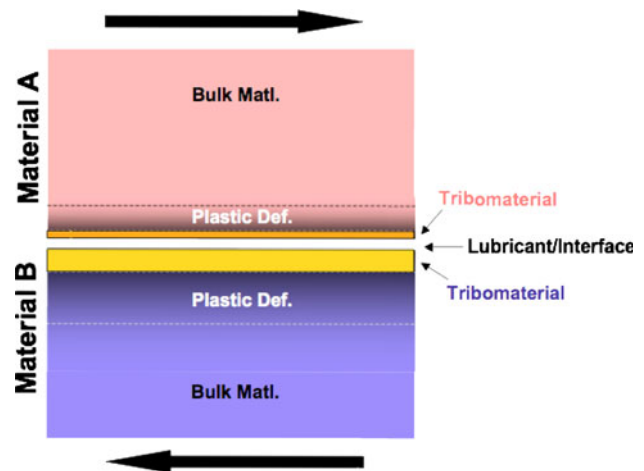 Material A
Bulk Matl.
Plastic Def.
Tribomaterial
Lubricant/Interface
Tribomaterial
Material B
Plastic Def.
Bulk Matl.